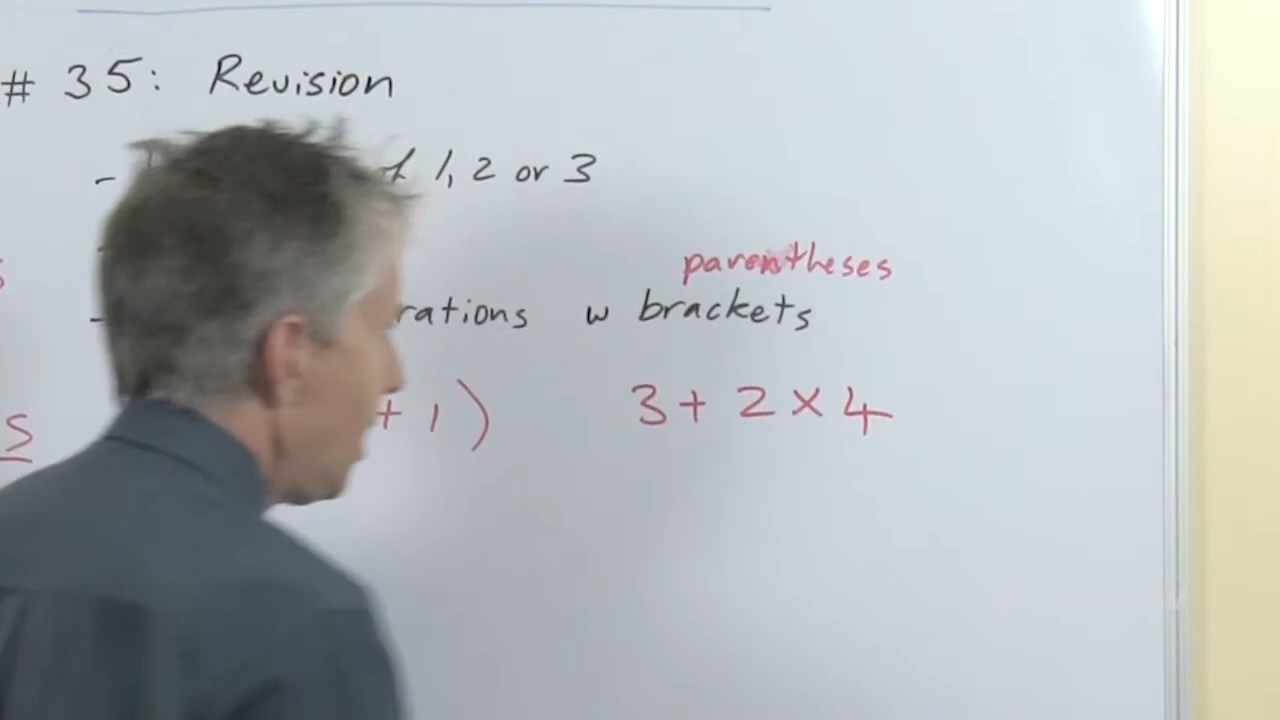 # 35: Revision
- 1, 2 or 3
parentheses
- rations w brackets
s + 1) 3 + 2 × 4